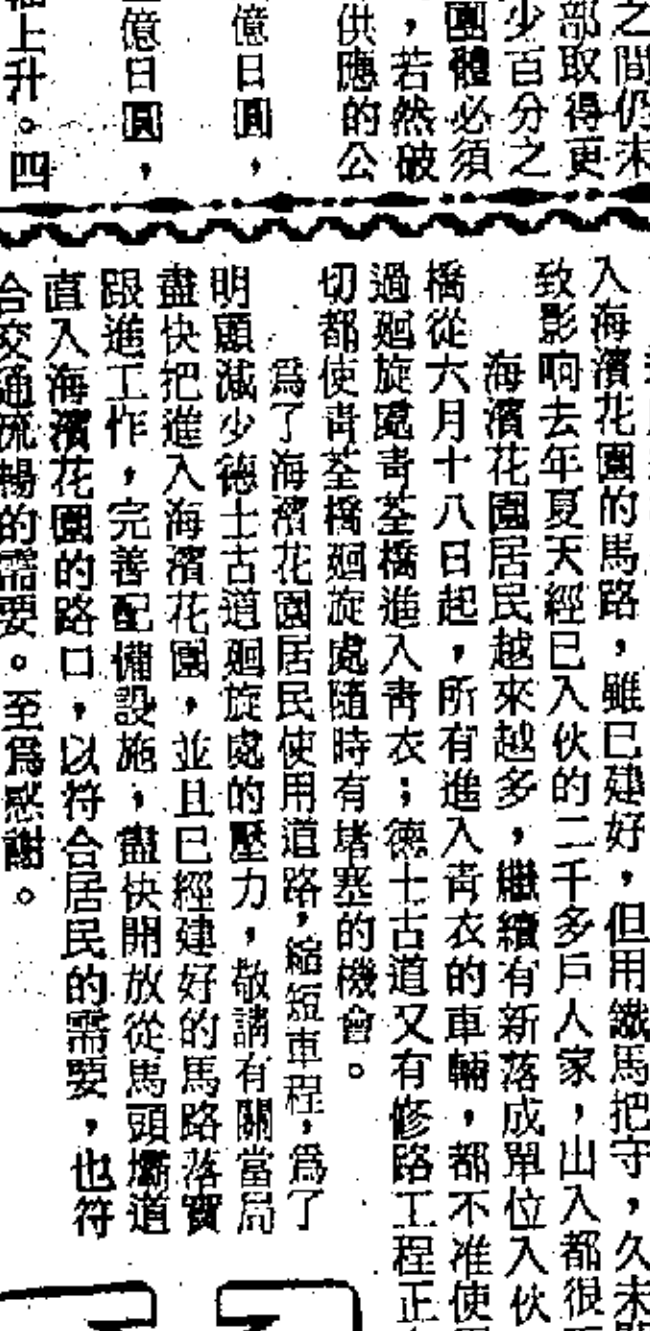 之間仍未
部取得更
少百分之
團體必須
，若然破
供應的公
億日圓，
億日圓，
上升。四
入海濱花園的馬路，雖已建好，但用鐵馬把守，久未
致影响去年夏天經已入伙的二千多戶人家，出入都很
海濱花園居民越來越多，繼續有新落成單位入伙
橋從六月十八日起，所有進入青衣的車輛，都不准使
過廻旋處青荃橋進入青衣；德士古道又有修路工程正
切都使青荃橋廻旋處隨時有堵塞的機會。
為了海濱花園居民使用道路，縮短車程，為了
明顯減少德士古道廻旋處的壓力，敬請有關當局
盡快把進入海濱花園，並且已經建好的馬路落實
跟進工作，完善配備設施，盡快開放從馬頭壩道
直入海濱花園的路口，以符合居民的需要，也符
合交通流暢的需要。至為感謝。